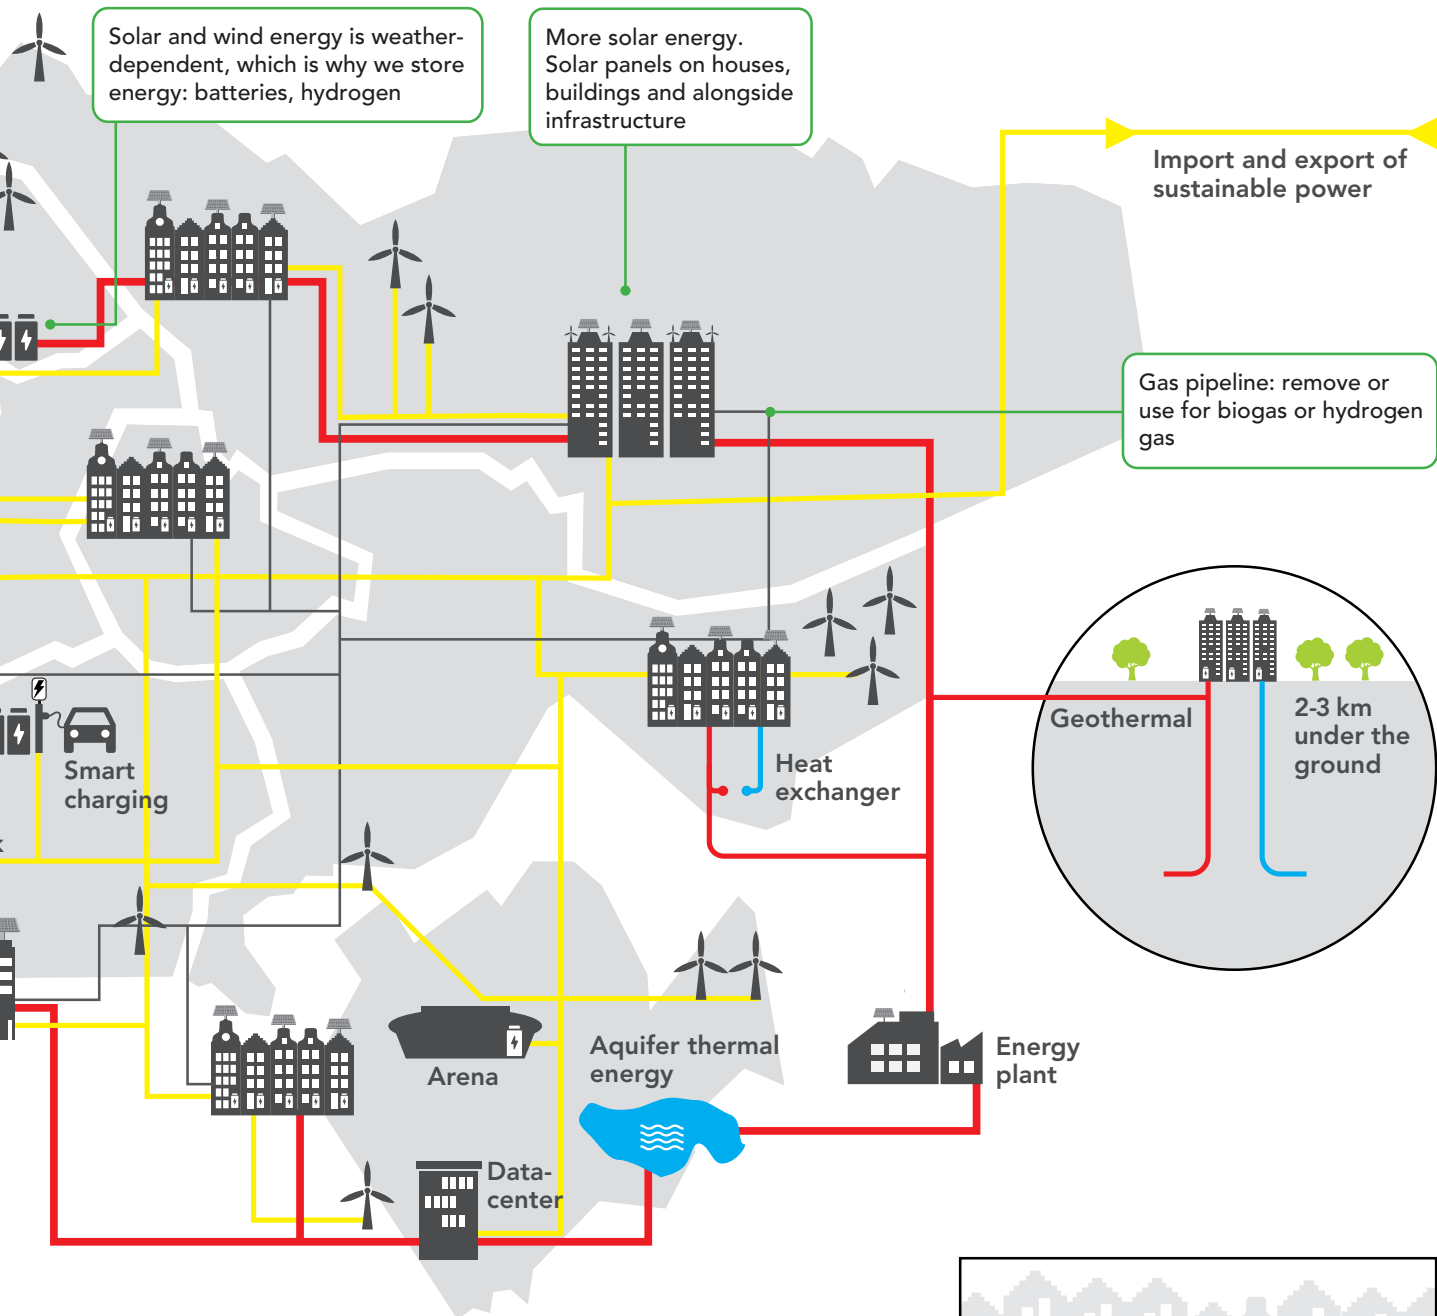 Solar and wind energy is weather-
dependent, which is why we store
energy: batteries, hydrogen
More solar energy.
Solar panels on houses,
buildings and alongside
infrastructure
Import and export of
sustainable power
Gas pipeline: remove or
use for biogas or hydrogen
gas
Geothermal
2-3 km
under the
ground
Smart
charging
Heat
exchanger
Arena
Aquifer thermal
energy
Energy
plant
Data-
center